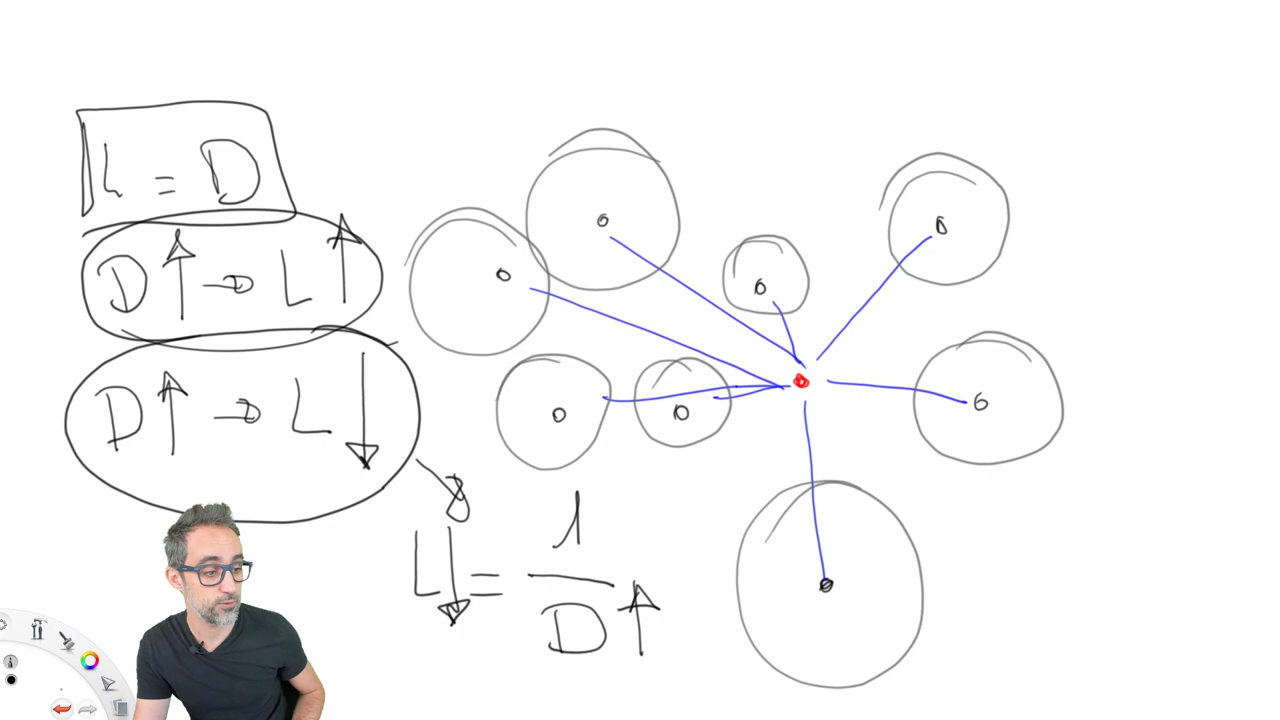 L = D
D ↑ → L ↑
D ↑ → L ↓
L ↓ = 1 / D ↑